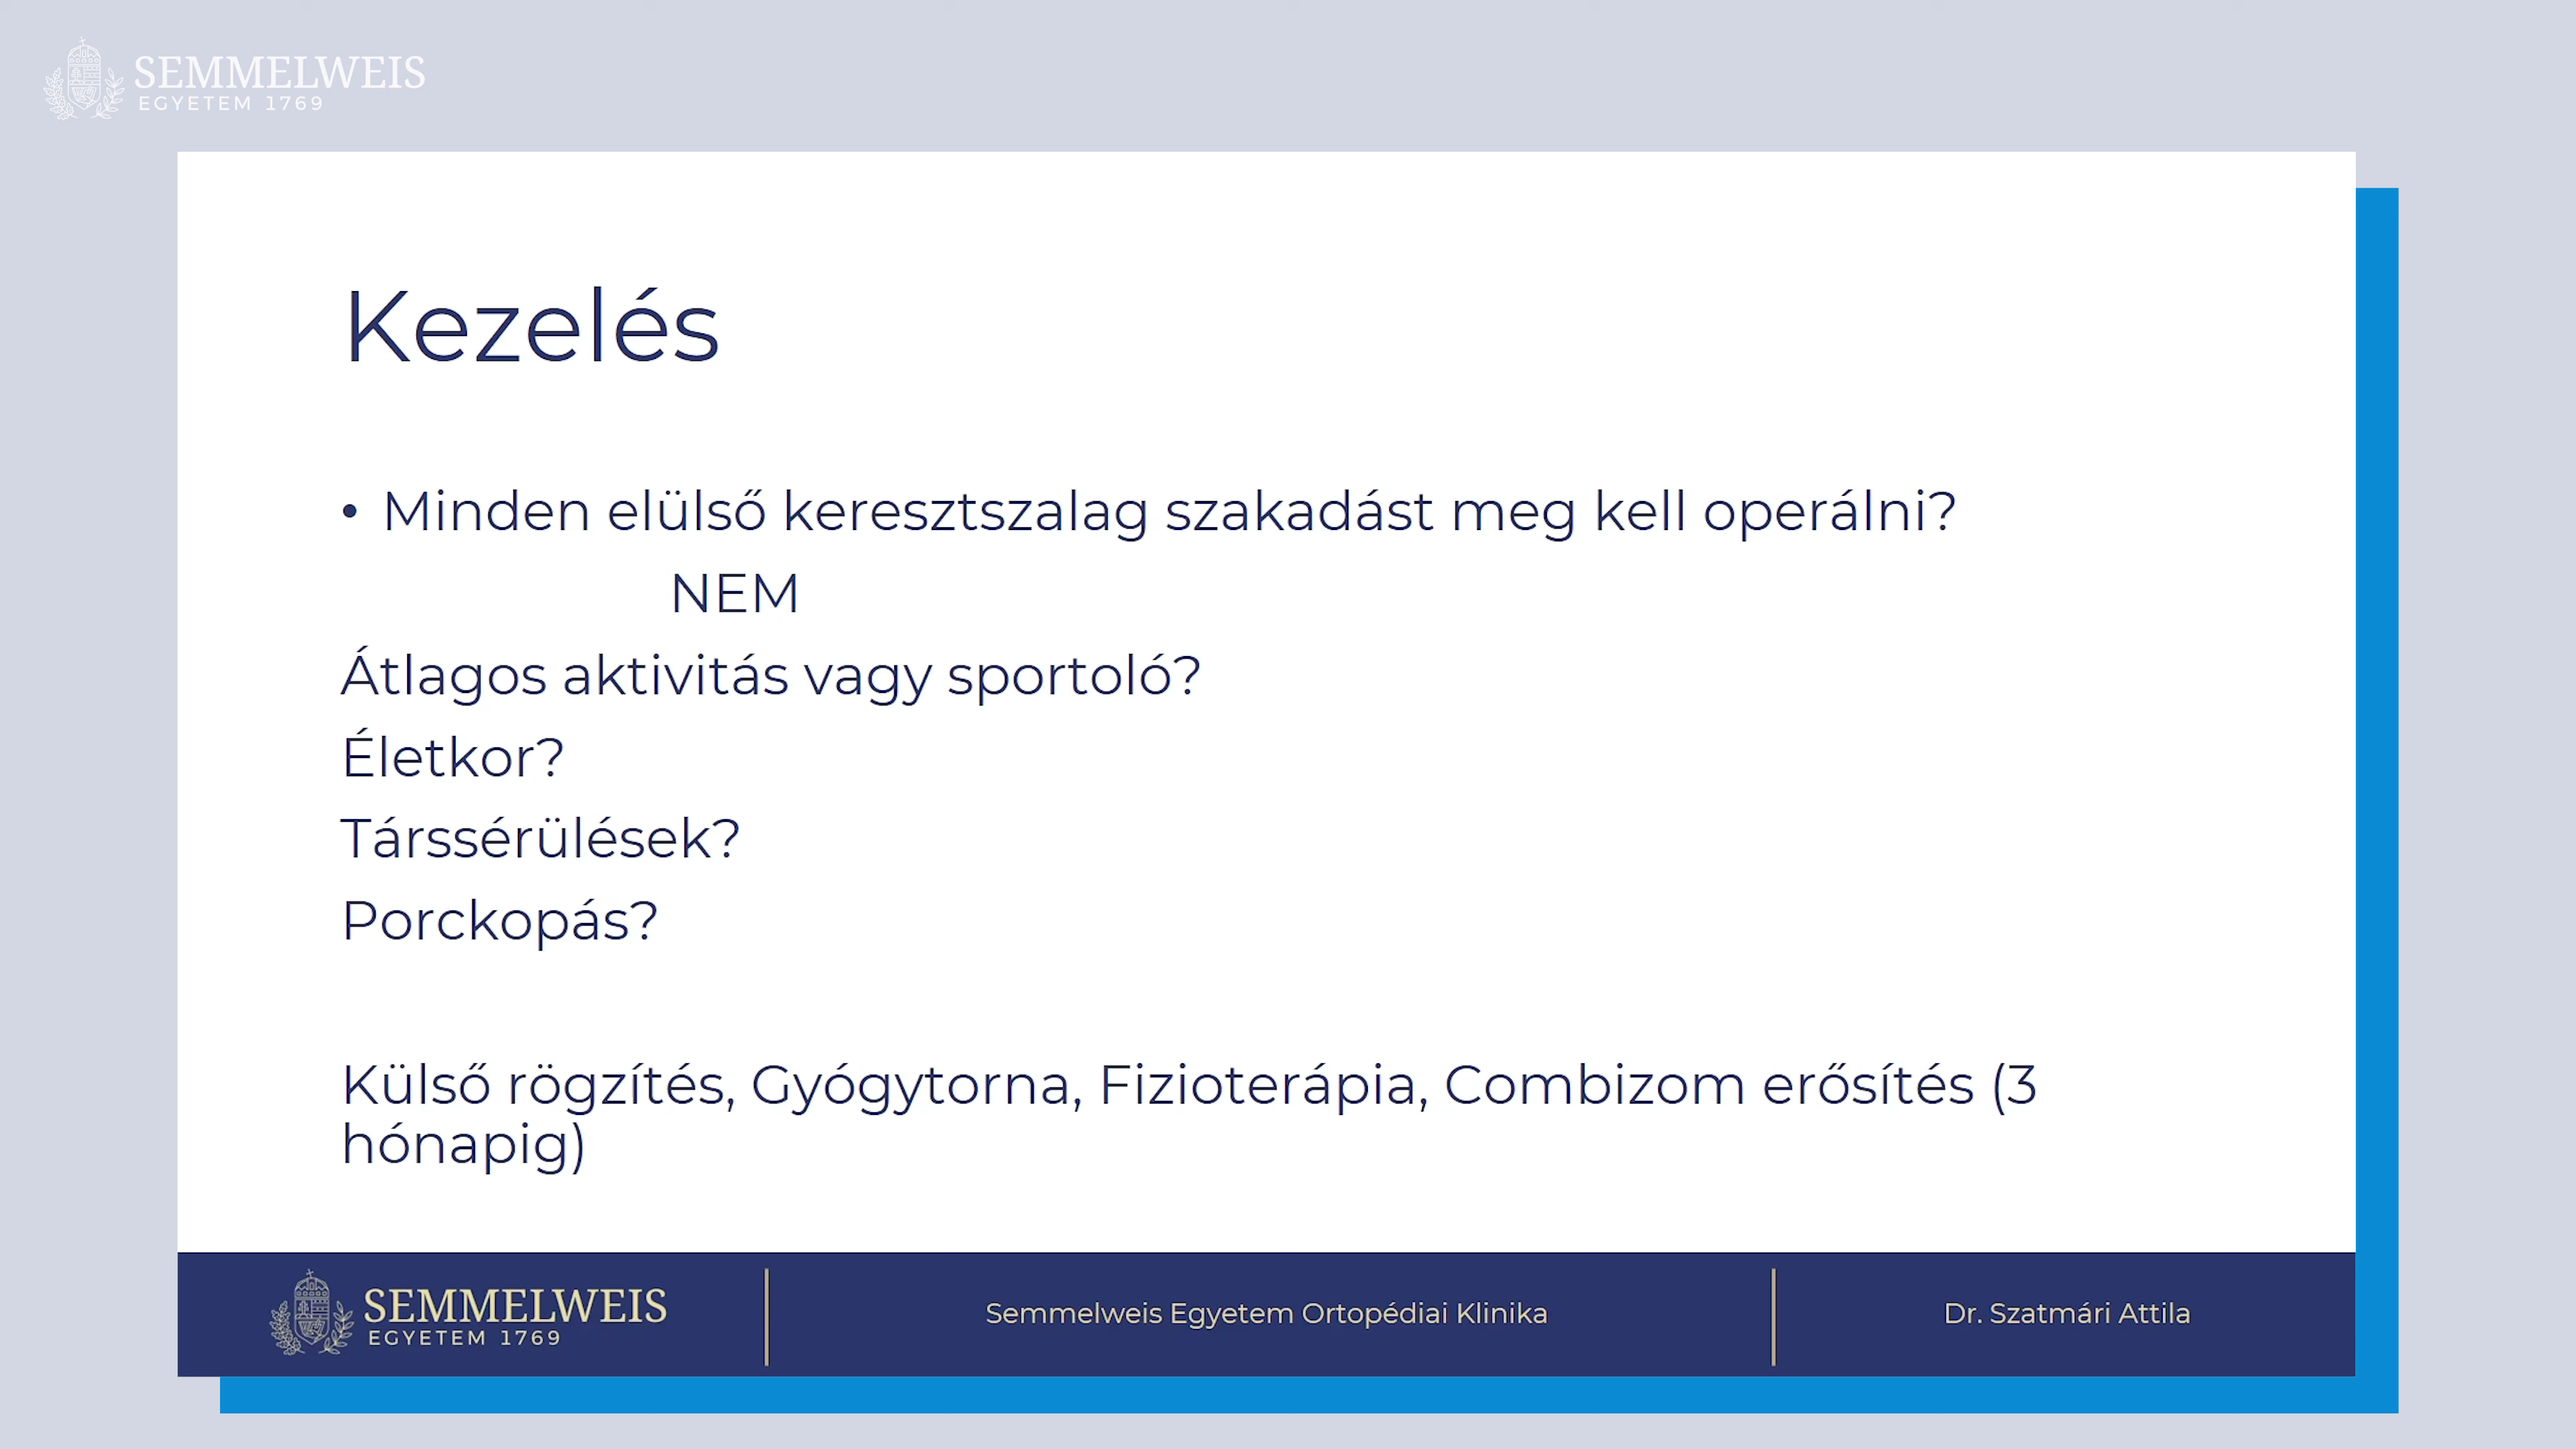 SEMMELWEIS
EGYETEM 1769
Kezelés
• Minden elülső keresztszalag szakadást meg kell operálni?
NEM
Átlagos aktivitás vagy sportoló?
Életkor?
Társsérülések?
Porckopás?
Külső rögzítés, Gyógytorna, Fizioterápia, Combizom erősítés (3
hónapig)
SEMMELWEIS
EGYETEM 1769
Semmelweis Egyetem Ortopédiai Klinika
Dr. Szatmári Attila